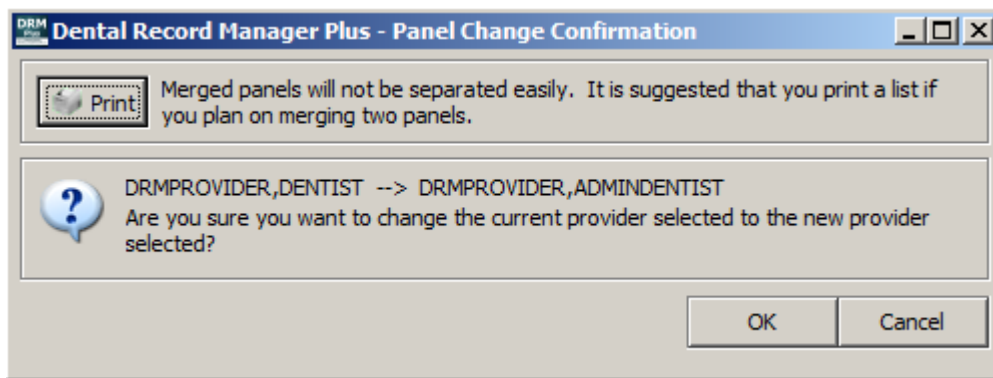 DRM
Plus
Dental Record Manager Plus - Panel Change Confirmation
Print
Merged panels will not be separated easily.  It is suggested that you print a list if
you plan on merging two panels.
DRMPROVIDER,DENTIST  --> DRMPROVIDER,ADMINDENTIST
Are you sure you want to change the current provider selected to the new provider
selected?
OK
Cancel